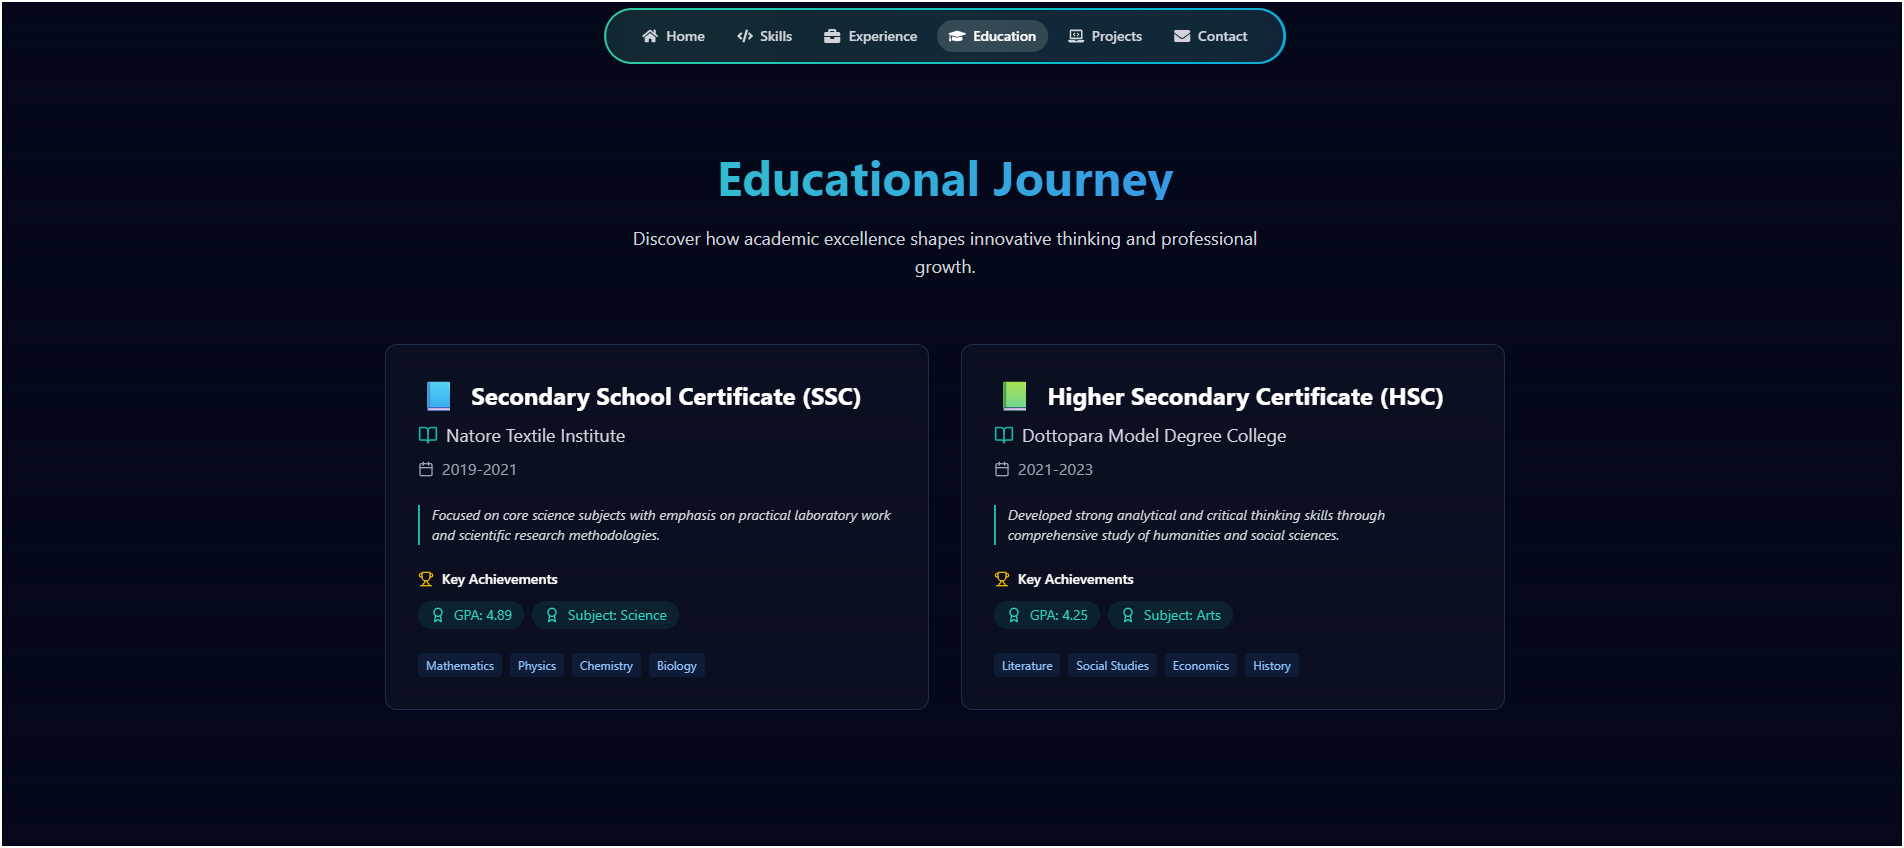 Home Skills Experience Education Projects Contact
Educational Journey
Discover how academic excellence shapes innovative thinking and professional
growth.
Secondary School Certificate (SSC)
Natore Textile Institute
2019-2021
Focused on core science subjects with emphasis on practical laboratory work
and scientific research methodologies.
Key Achievements
GPA: 4.89 Subject: Science
Mathematics Physics Chemistry Biology
Higher Secondary Certificate (HSC)
Dottopara Model Degree College
2021-2023
Developed strong analytical and critical thinking skills through
comprehensive study of humanities and social sciences.
Key Achievements
GPA: 4.25 Subject: Arts
Literature Social Studies Economics History